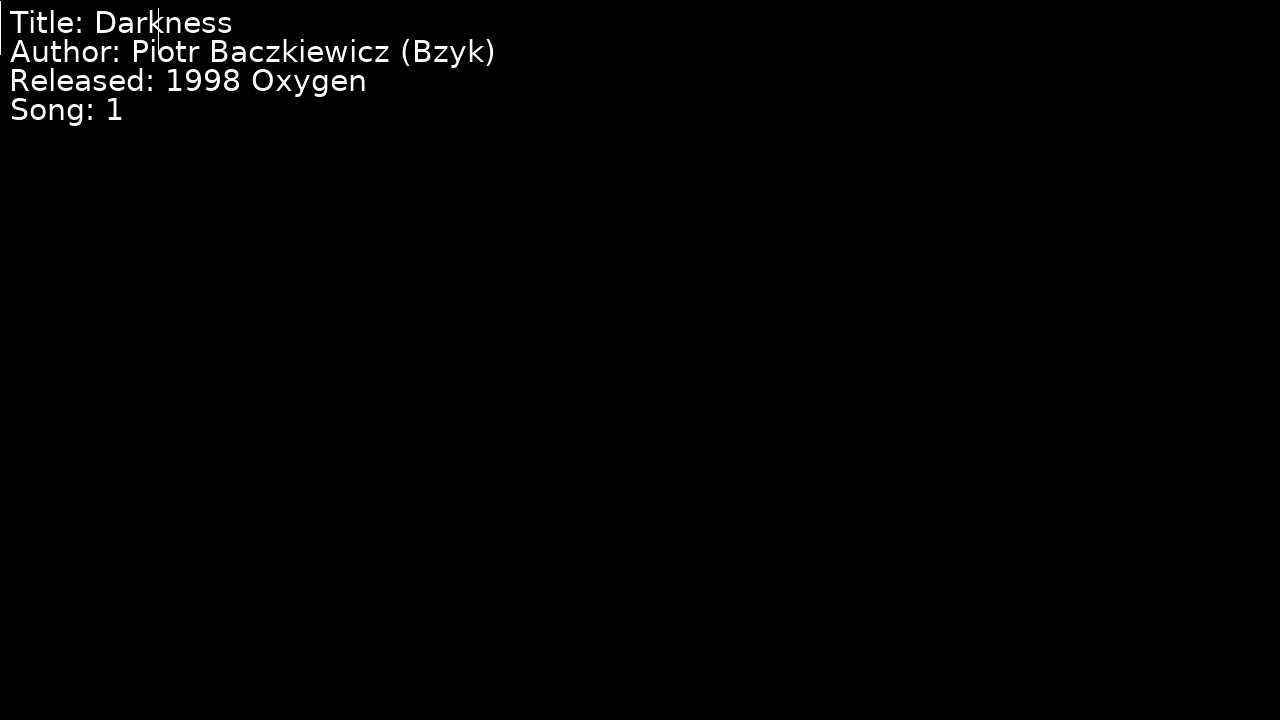 Title: Darkness
Author: Piotr Baczkiewicz (Bzyk)
Released: 1998 Oxygen
Song: 1